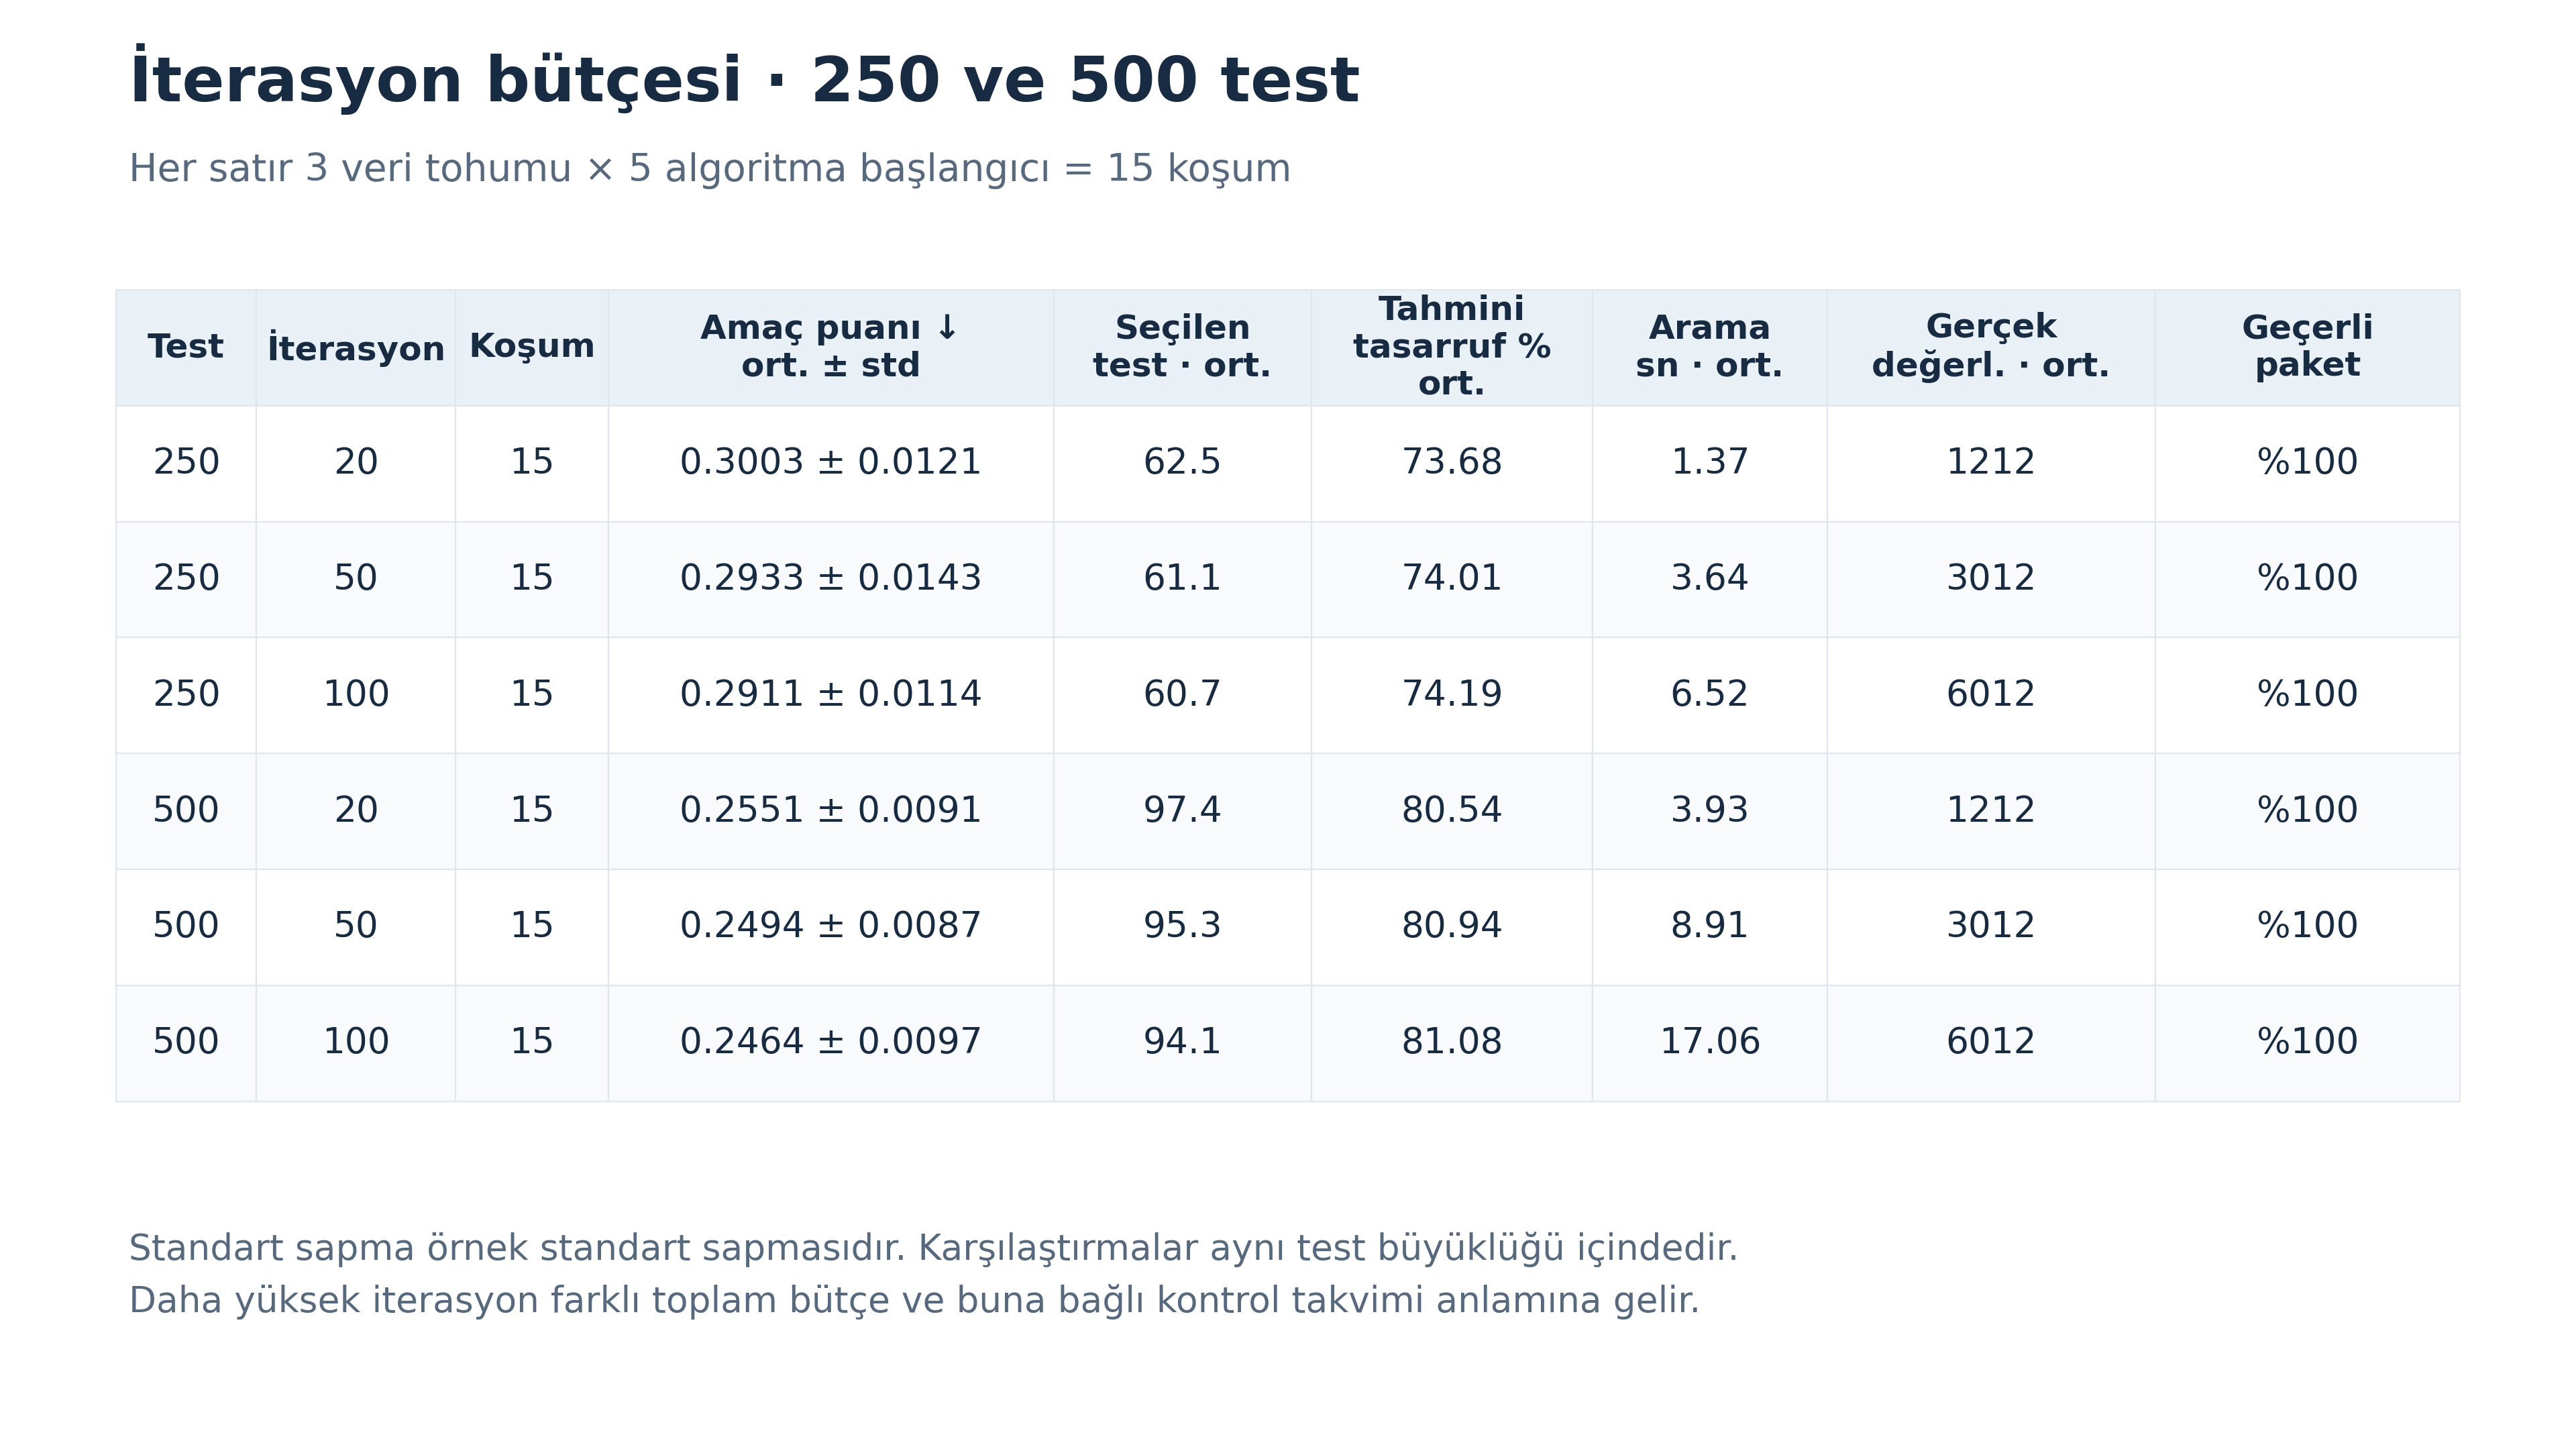 İterasyon bütçesi · 250 ve 500 test
Her satır 3 veri tohumu × 5 algoritma başlangıcı = 15 koşum
Test İterasyon Koşum Amaç puanı ↓ ort. ± std Seçilen test · ort. Tahmini tasarruf % ort. Arama sn · ort. Gerçek değerl. · ort. Geçerli paket
250 20 15 0.3003 ± 0.0121 62.5 73.68 1.37 1212 %100
250 50 15 0.2933 ± 0.0143 61.1 74.01 3.64 3012 %100
250 100 15 0.2911 ± 0.0114 60.7 74.19 6.52 6012 %100
500 20 15 0.2551 ± 0.0091 97.4 80.54 3.93 1212 %100
500 50 15 0.2494 ± 0.0087 95.3 80.94 8.91 3012 %100
500 100 15 0.2464 ± 0.0097 94.1 81.08 17.06 6012 %100
Standart sapma örnek standart sapmasıdır. Karşılaştırmalar aynı test büyüklüğü içindedir.
Daha yüksek iterasyon farklı toplam bütçe ve buna bağlı kontrol takvimi anlamına gelir.